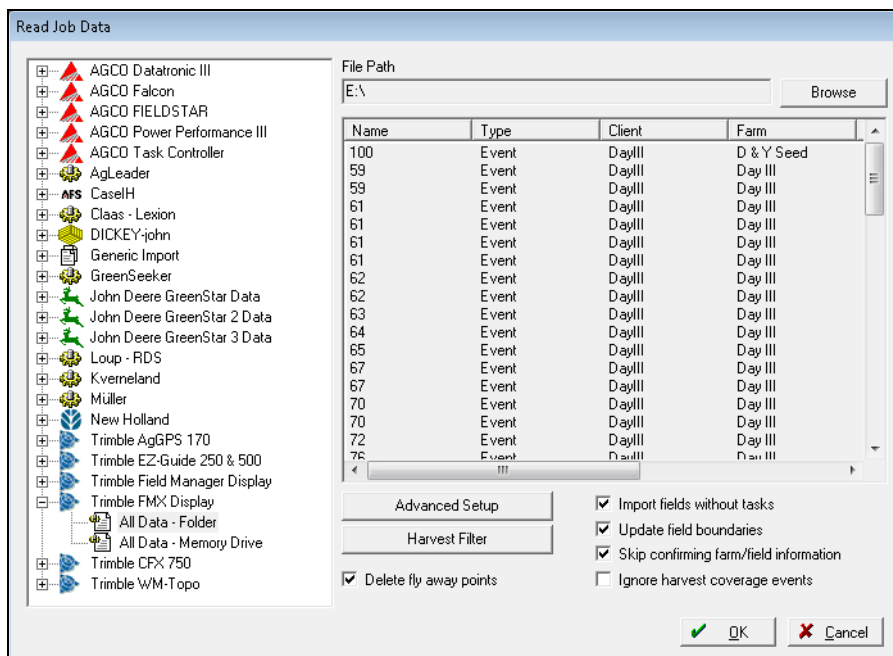 Read Job Data
AGCO Datatronic III
AGCO Falcon
AGCO FIELDSTAR
AGCO Power Performance III
AGCO Task Controller
AgLeader
AFS CaseIH
Claas - Lexion
DICKEY-john
Generic Import
GreenSeeker
John Deere GreenStar Data
John Deere GreenStar 2 Data
John Deere GreenStar 3 Data
Loup - RDS
Kverneland
Müller
New Holland
Trimble AgGPS 170
Trimble EZ-Guide 250 & 500
Trimble Field Manager Display
Trimble FMX Display
All Data - Folder
All Data - Memory Drive
Trimble CFX 750
Trimble WM-Topo
File Path
E:\
Browse
Name Type Client Farm
100 Event DayIII D & Y Seed
59 Event DayIII Day III
59 Event DayIII Day III
61 Event DayIII Day III
61 Event DayIII Day III
61 Event DayIII Day III
61 Event DayIII Day III
62 Event DayIII Day III
62 Event DayIII Day III
63 Event DayIII Day III
64 Event DayIII Day III
65 Event DayIII Day III
67 Event DayIII Day III
67 Event DayIII Day III
70 Event DayIII Day III
70 Event DayIII Day III
72 Event DayIII Day III
76 Event DayIII Day III
Advanced Setup
Harvest Filter
Delete fly away points
Import fields without tasks
Update field boundaries
Skip confirming farm/field information
Ignore harvest coverage events
OK
Cancel